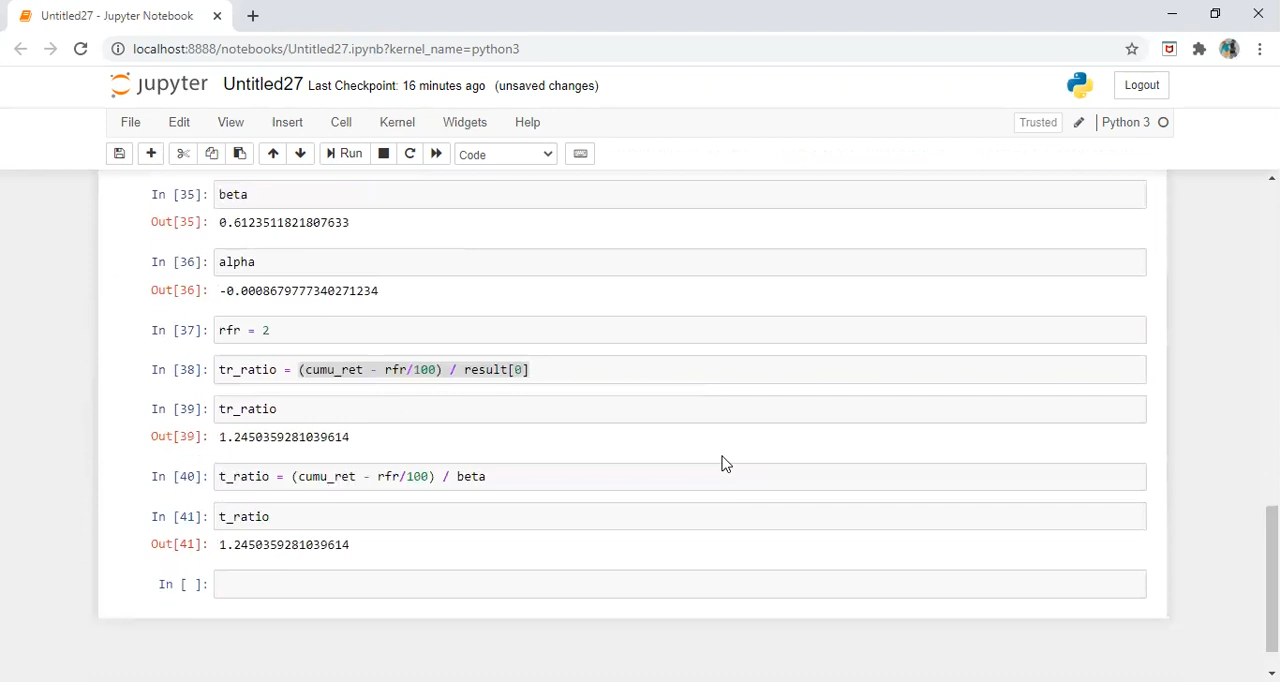 Untitled27 - Jupyter Notebook
localhost:8888/notebooks/Untitled27.ipynb?kernel_name=python3
jupyter Untitled27 Last Checkpoint: 16 minutes ago (unsaved changes) Logout
File Edit View Insert Cell Kernel Widgets Help Trusted Python 3
Run Code
In [35]: beta
Out[35]: 0.6123511821807633
In [36]: alpha
Out[36]: -0.0008679777340271234
In [37]: rfr = 2
In [38]: tr_ratio = (cumu_ret - rfr/100) / result[0]
In [39]: tr_ratio
Out[39]: 1.2450359281039614
In [40]: t_ratio = (cumu_ret - rfr/100) / beta
In [41]: t_ratio
Out[41]: 1.2450359281039614
In [ ]: